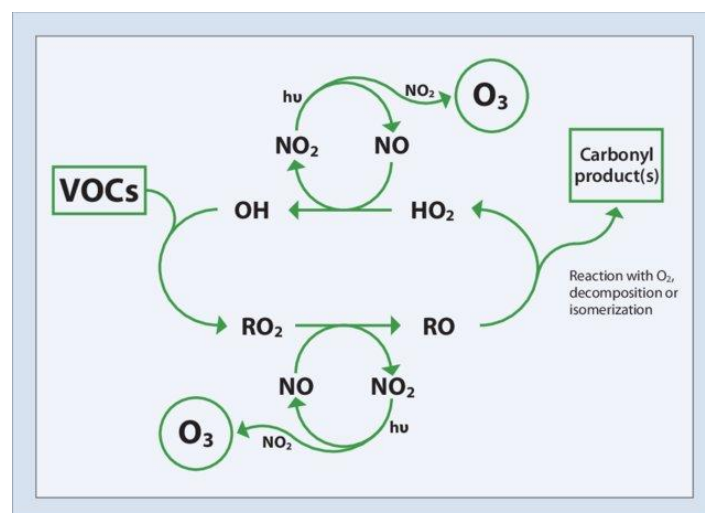 hυ
NO₂
O₃
NO₂
NO
Carbonyl
product(s)
VOCs
OH
HO₂
Reaction with O₂,
decomposition or
isomerization
RO₂
RO
NO
NO₂
O₃
NO₂
hυ